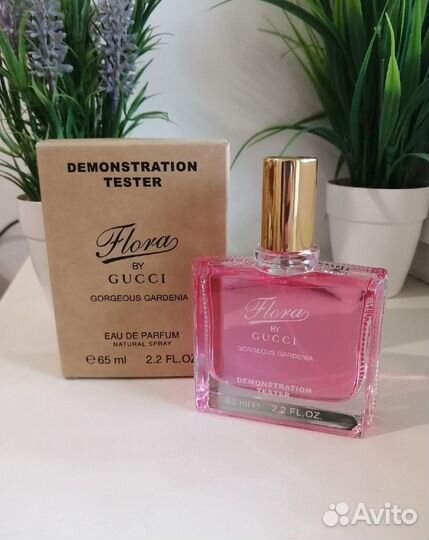 DEMONSTRATION
TESTER
Flora
BY
GUCCI
GORGEOUS GARDENIA
EAU DE PARFUM
NATURAL SPRAY
℮65 ml 2.2 FL.OZ
Flora
BY
GUCCI
GORGEOUS GARDENIA
DEMONSTRATION
TESTER
65 ml℮ 2.2 FL.OZ.
Avito